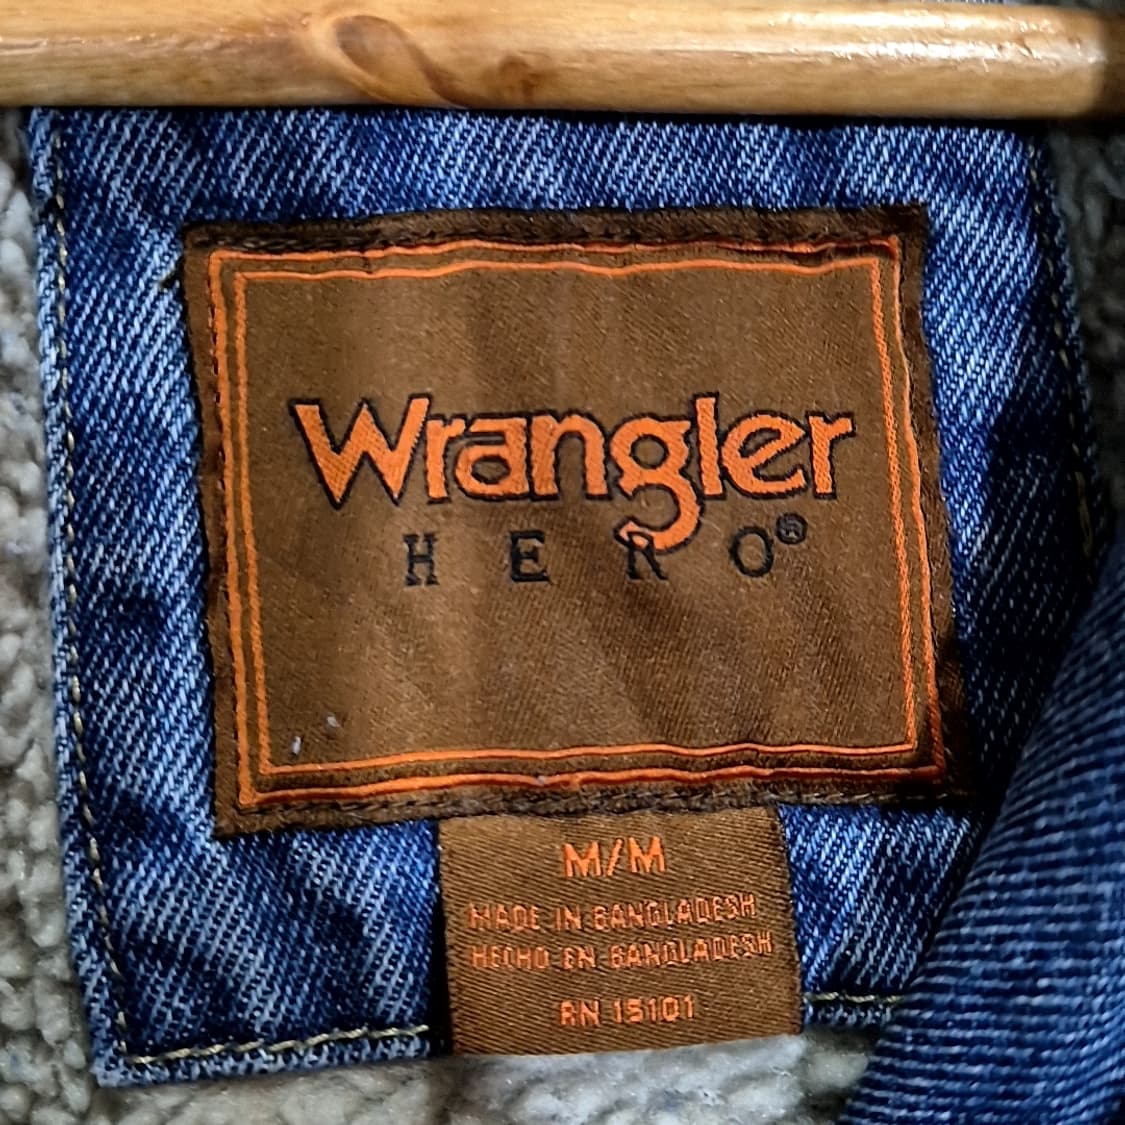 Wrangler
HERO®
M/M
MADE IN BANGLADESH
HECHO EN BANGLADESH
RN 15101